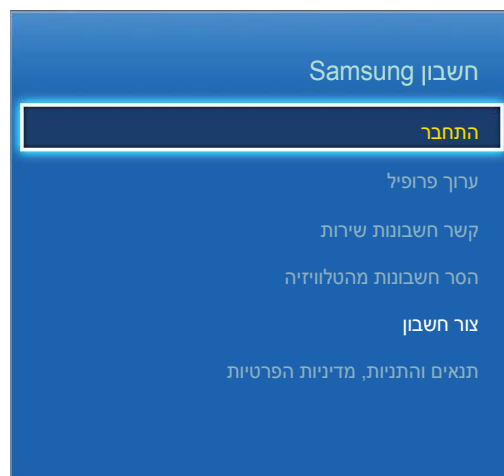 חשבון Samsung
התחבר
ערוך פרופיל
קשר חשבונות שירות
הסר חשבונות מהטלוויזיה
צור חשבון
תנאים והתניות, מדיניות הפרטיות